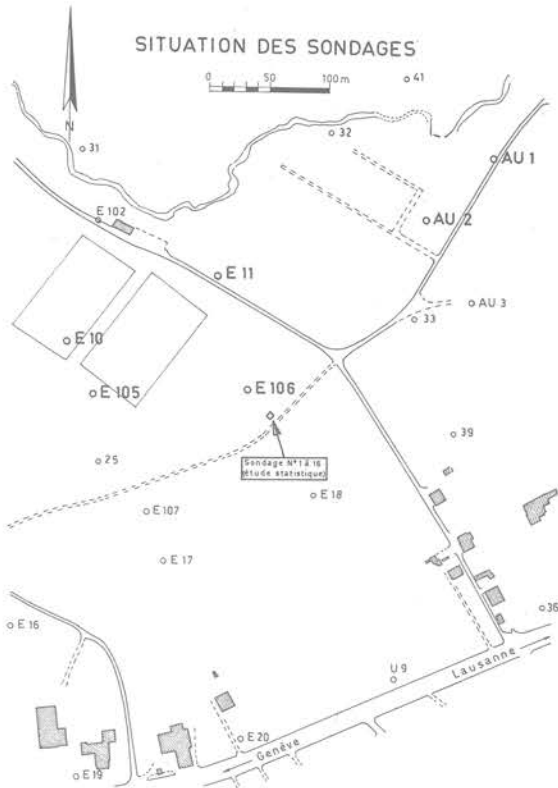 SITUATION DES SONDAGES
0 50 100m
41
N
31
32
AU 1
E 102
AU 2
E 11
AU 3
33
E 10
E 105
E 106
39
25
Sondage N° 1 à 16
(étude statistique)
E 18
E 107
E 17
36
E 16
U 9
Lausanne
E 20
Genève
E 19